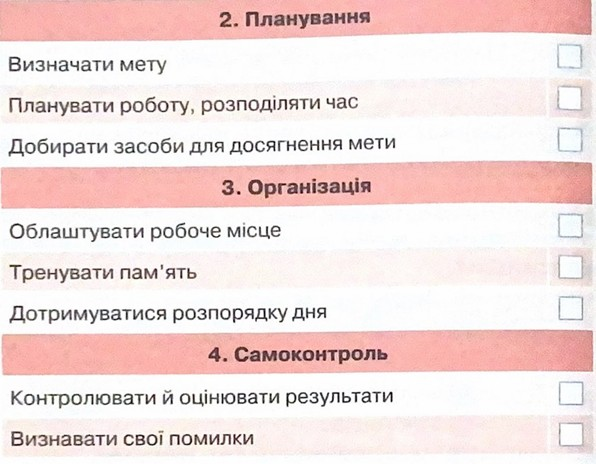 2. Планування
Визначати мету
Планувати роботу, розподіляти час
Добирати засоби для досягнення мети
3. Організація
Облаштувати робоче місце
Тренувати пам'ять
Дотримуватися розпорядку дня
4. Самоконтроль
Контролювати й оцінювати результати
Визнавати свої помилки